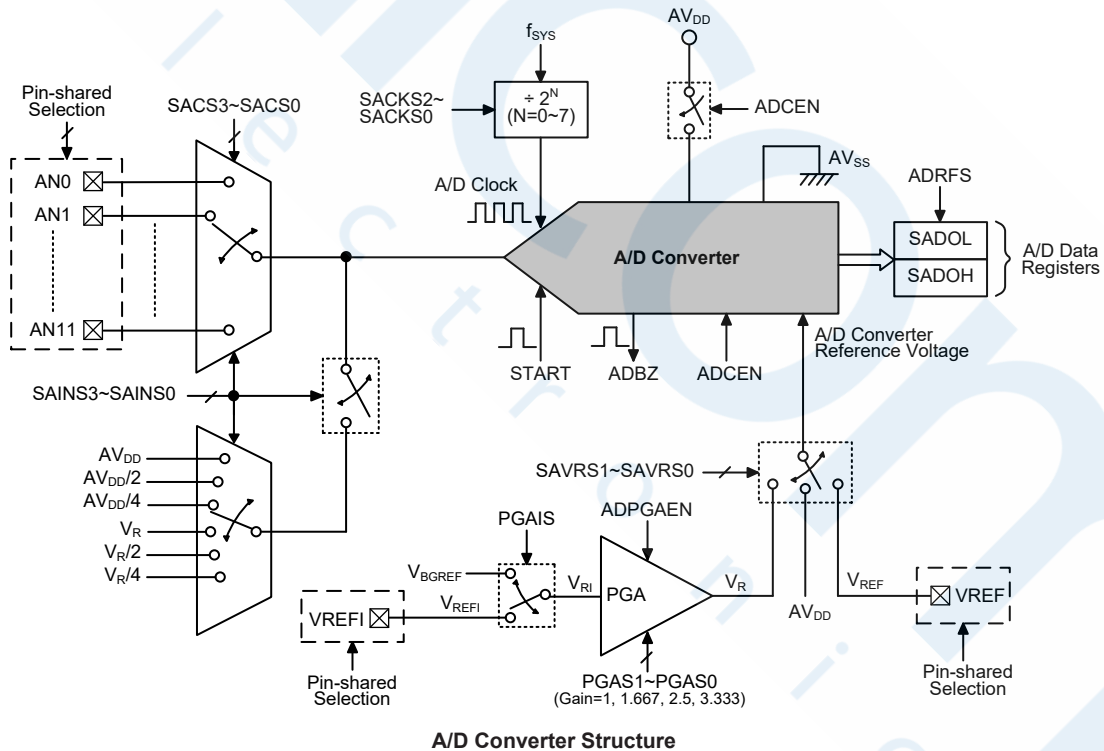 AVDD
fSYS
Pin-shared
Selection
SACS3~SACS0
SACKS2~
SACKS0
÷ 2N
(N=0~7)
ADCEN
AVSS
AN0
AN1
AN11
A/D Clock
ADRFS
A/D Converter
SADOL
SADOH
A/D Data
Registers
START
ADBZ
ADCEN
A/D Converter
Reference Voltage
SAINS3~SAINS0
AVDD
AVDD/2
AVDD/4
VR
VR/2
VR/4
SAVRS1~SAVRS0
PGAIS
ADPGAEN
VBGREF
VREFI
VRI
PGA
VR
AVDD
VREF
VREF
VREFI
Pin-shared
Selection
PGAS1~PGAS0
(Gain=1, 1.667, 2.5, 3.333)
Pin-shared
Selection
A/D Converter Structure